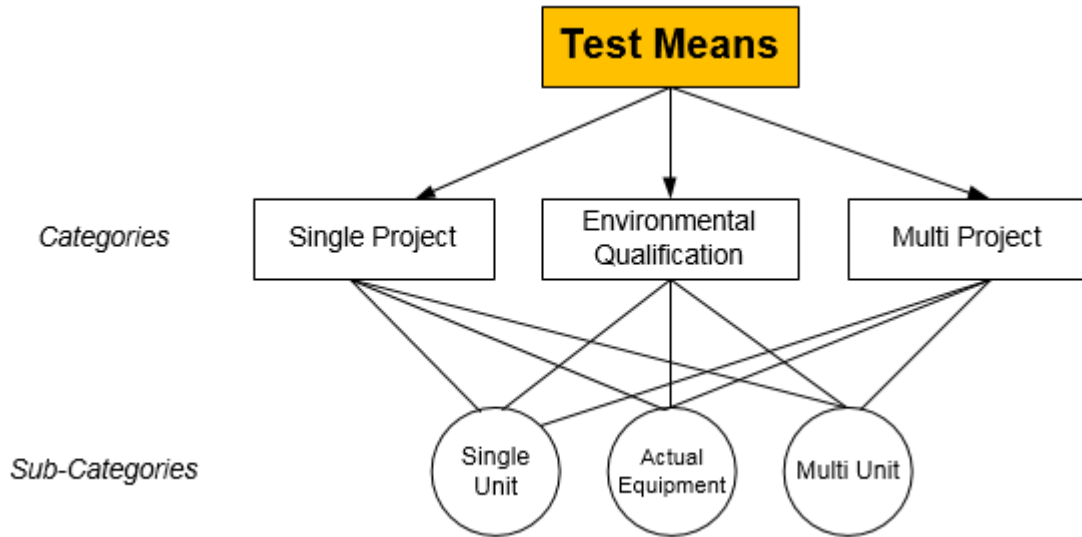 Test Means
Categories
Single Project
Environmental
Qualification
Multi Project
Sub-Categories
Single
Unit
Actual
Equipment
Multi Unit